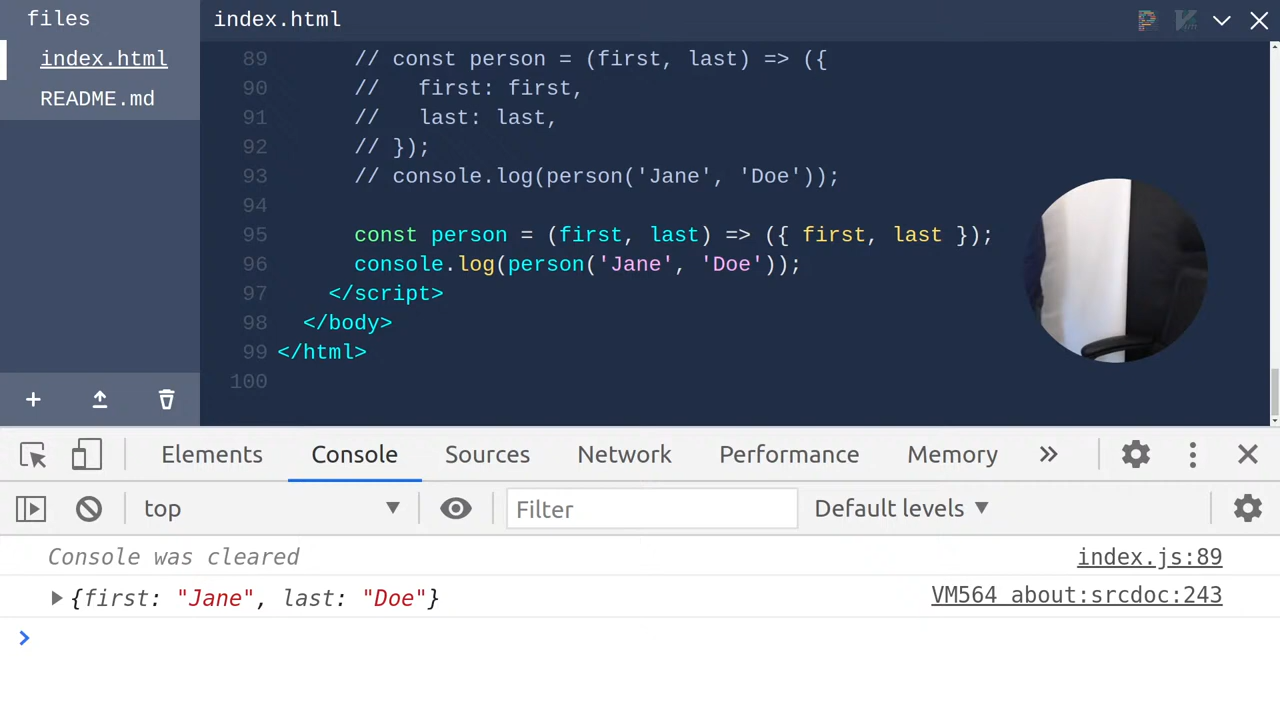 files
index.html
README.md
index.html
89 // const person = (first, last) => ({
90 //   first: first,
91 //   last: last,
92 // });
93 // console.log(person('Jane', 'Doe'));
94
95 const person = (first, last) => ({ first, last });
96 console.log(person('Jane', 'Doe'));
97 </script>
98 </body>
99 </html>
100
Elements Console Sources Network Performance Memory
top Filter Default levels
Console was cleared index.js:89
{first: "Jane", last: "Doe"} VM564 about:srcdoc:243